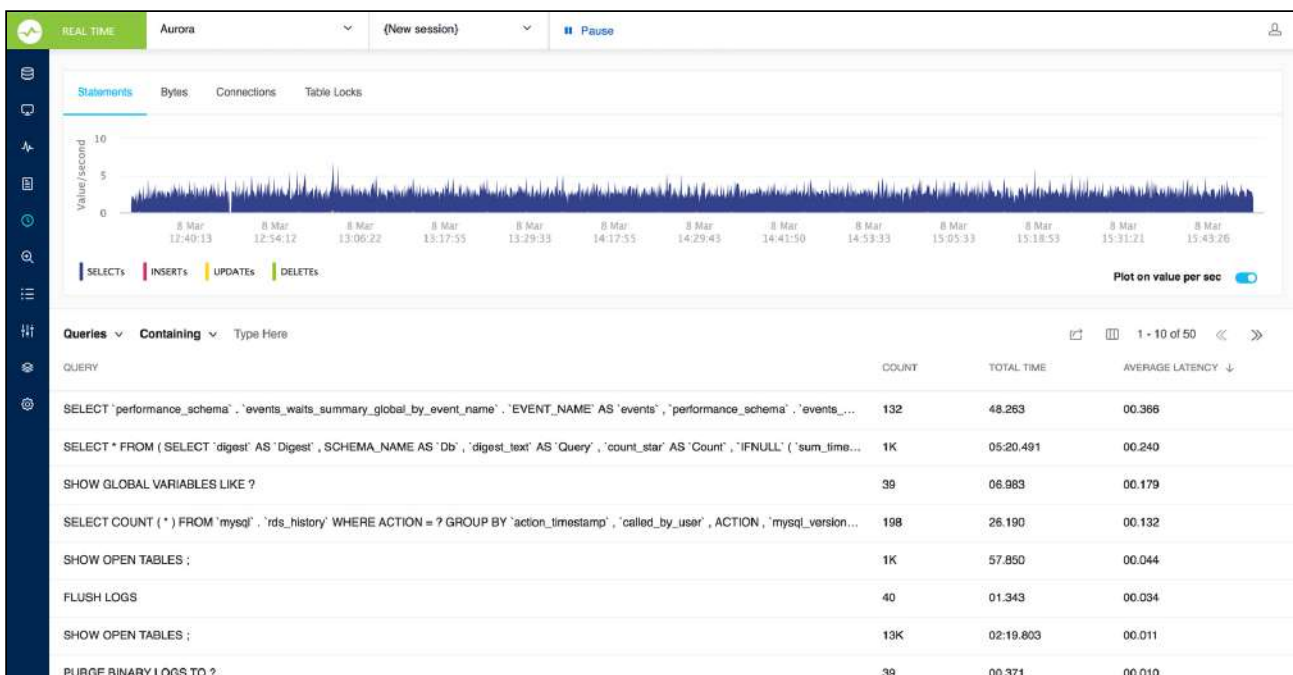 REAL TIME Aurora {New session} Pause
Statements Bytes Connections Table Locks
10
5
0
Value/second
8 Mar 8 Mar 8 Mar 8 Mar 8 Mar 8 Mar 8 Mar 8 Mar 8 Mar 8 Mar 8 Mar 8 Mar 8 Mar
12:40:13 12:54:12 13:06:22 13:17:55 13:29:33 14:17:55 14:29:43 14:41:50 14:53:33 15:05:33 15:18:53 15:31:21 15:43:26
SELECTs INSERTs UPDATEs DELETEs Plot on value per sec
Queries Containing Type Here 1 - 10 of 50
QUERY COUNT TOTAL TIME AVERAGE LATENCY
SELECT `performance_schema` . `events_waits_summary_global_by_event_name` . `EVENT_NAME` AS `events` , `performance_schema` . `events_... 132 48.263 00.366
SELECT * FROM ( SELECT `digest` AS `Digest` , SCHEMA_NAME AS `Db` , `digest_text` AS `Query` , `count_star` AS `Count` , `IFNULL` ( `sum_time... 1K 05:20.491 00.240
SHOW GLOBAL VARIABLES LIKE ? 39 06.983 00.179
SELECT COUNT ( * ) FROM `mysql` . `rds_history` WHERE ACTION = ? GROUP BY `action_timestamp` , `called_by_user` , ACTION , `mysql_version... 198 26.190 00.132
SHOW OPEN TABLES ; 1K 57.850 00.044
FLUSH LOGS 40 01.343 00.034
SHOW OPEN TABLES ; 13K 02:19.803 00.011
PURGE BINARY LOGS TO ? 39 00.371 00.010